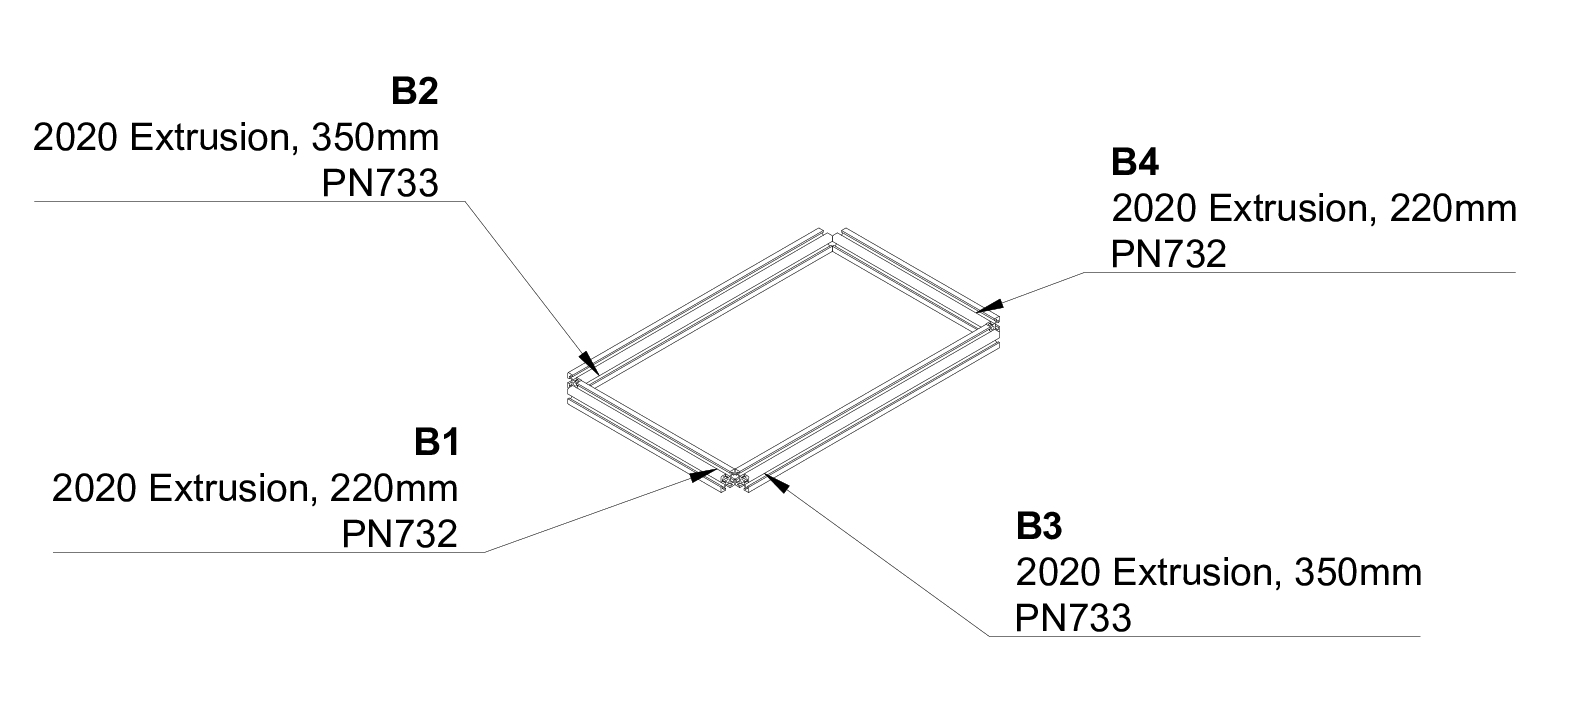 B2
2020 Extrusion, 350mm
PN733
B4
2020 Extrusion, 220mm
PN732
B1
2020 Extrusion, 220mm
PN732
B3
2020 Extrusion, 350mm
PN733